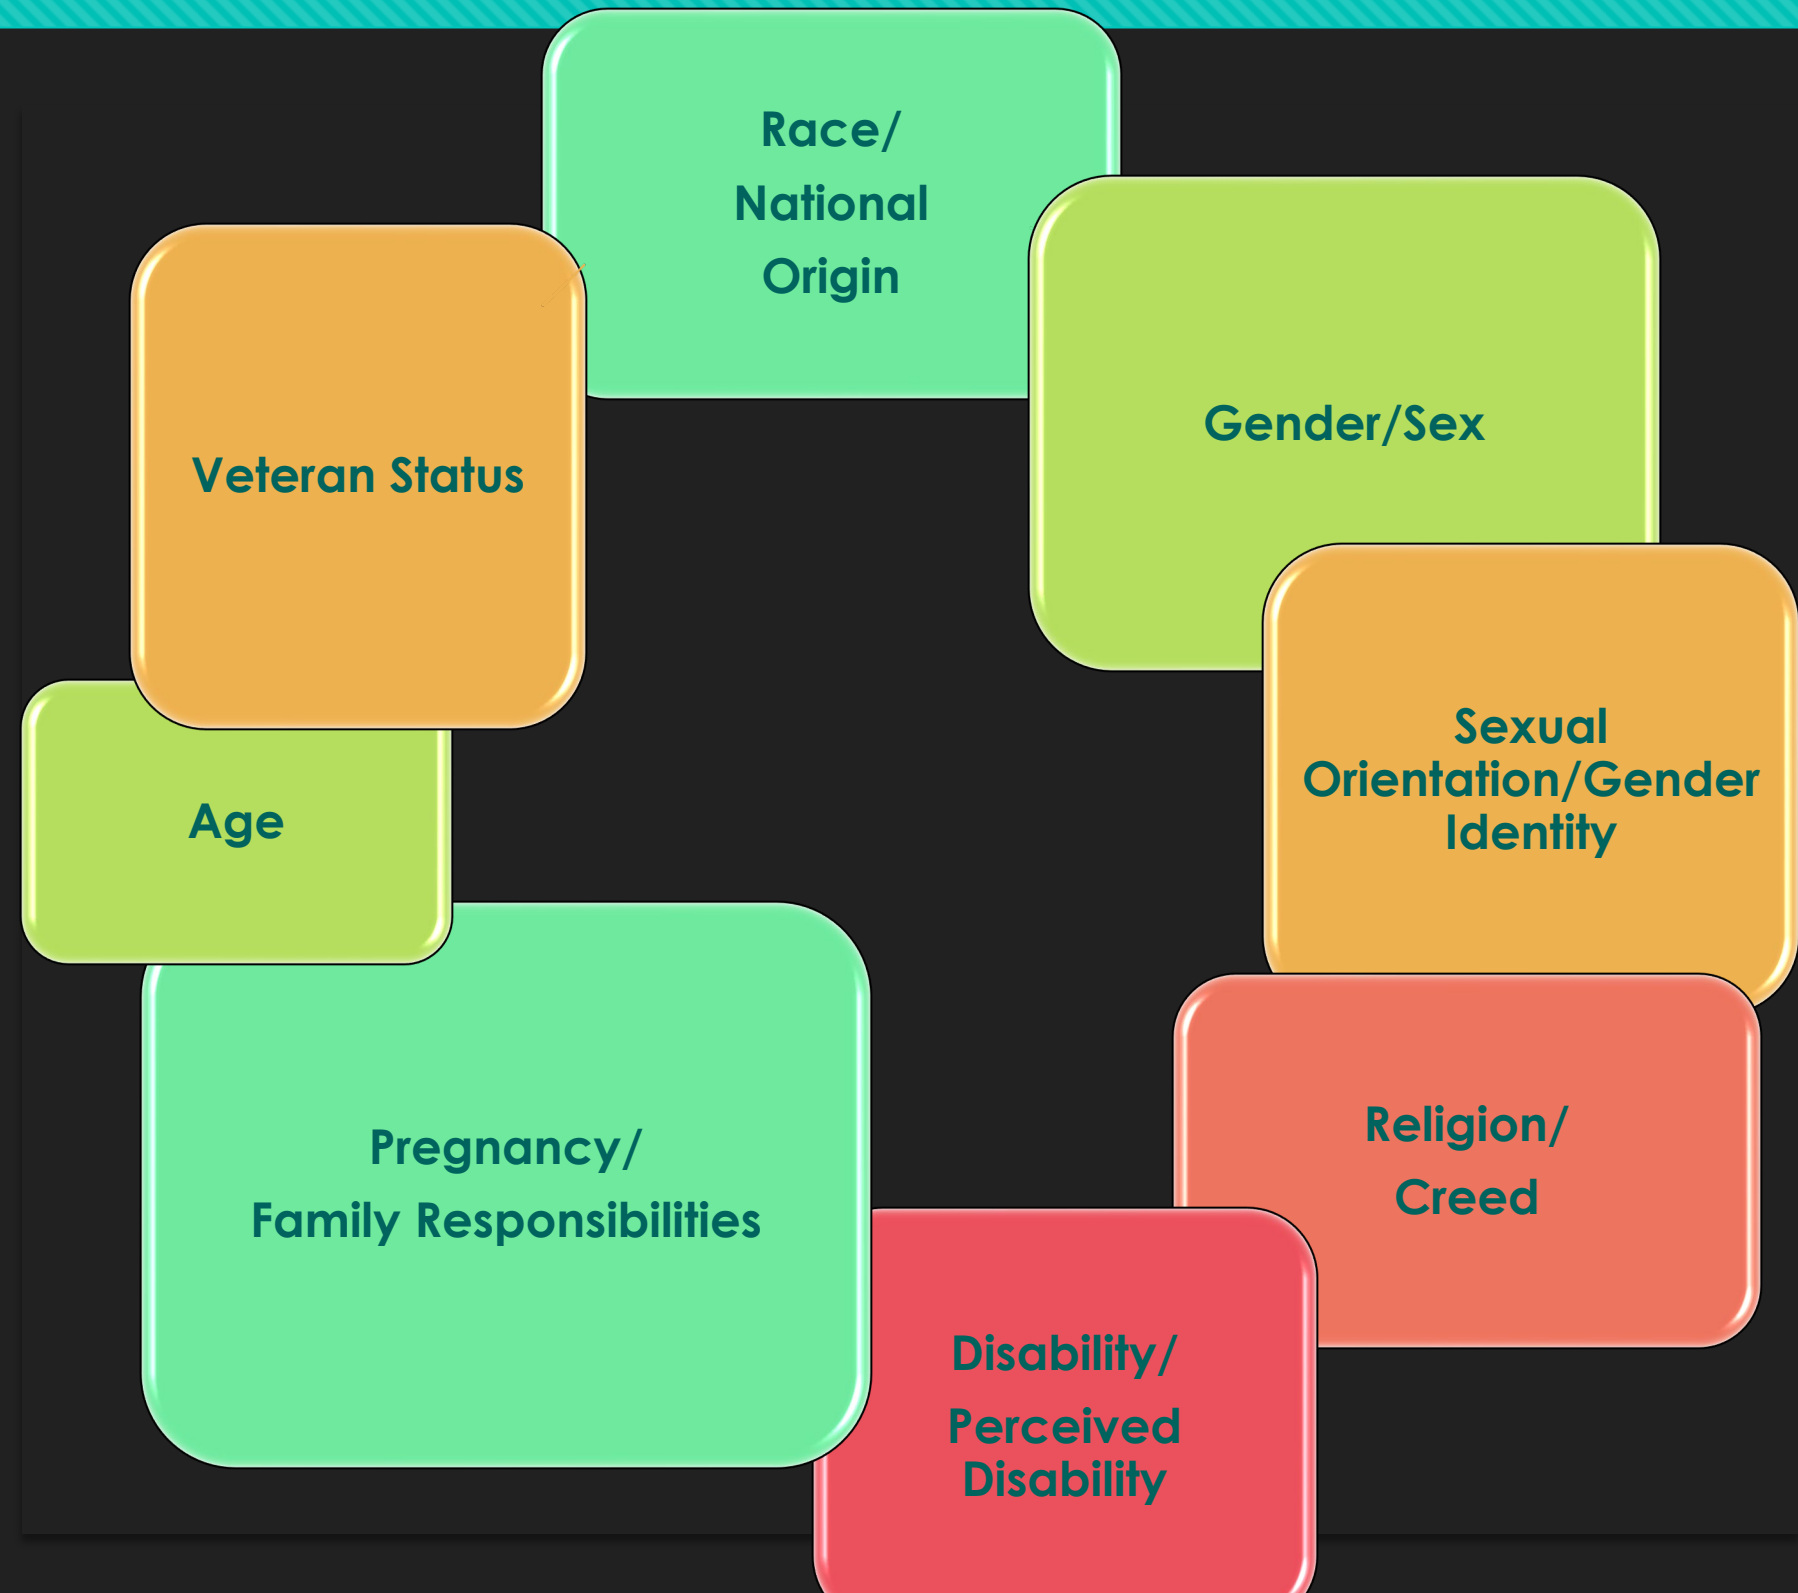 Race/
National
Origin
Gender/Sex
Sexual
Orientation/Gender
Identity
Religion/
Creed
Disability/
Perceived
Disability
Pregnancy/
Family Responsibilities
Age
Veteran Status